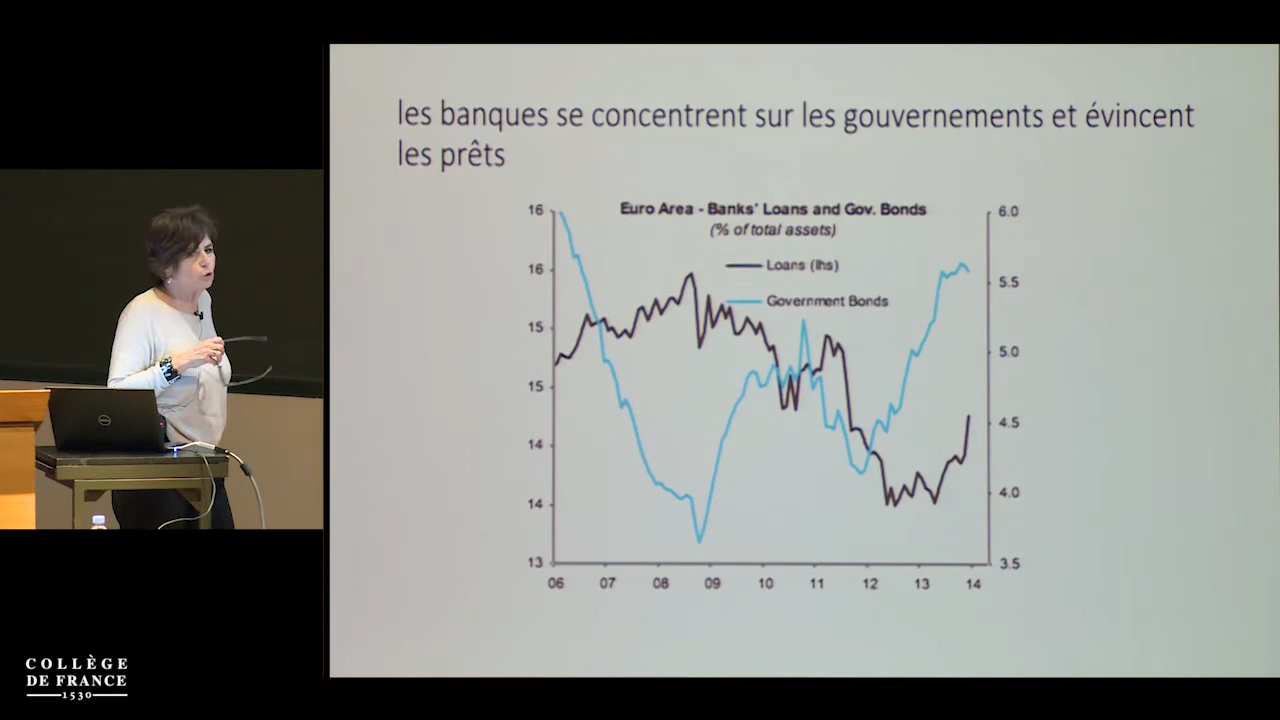 les banques se concentrent sur les gouvernements et évincent
les prêts
Euro Area - Banks' Loans and Gov. Bonds
(% of total assets)
Loans (lhs)
Government Bonds
16
16
15
15
14
14
13
6.0
5.5
5.0
4.5
4.0
3.5
06 07 08 09 10 11 12 13 14
DELL
COLLÈGE
DE FRANCE
1530